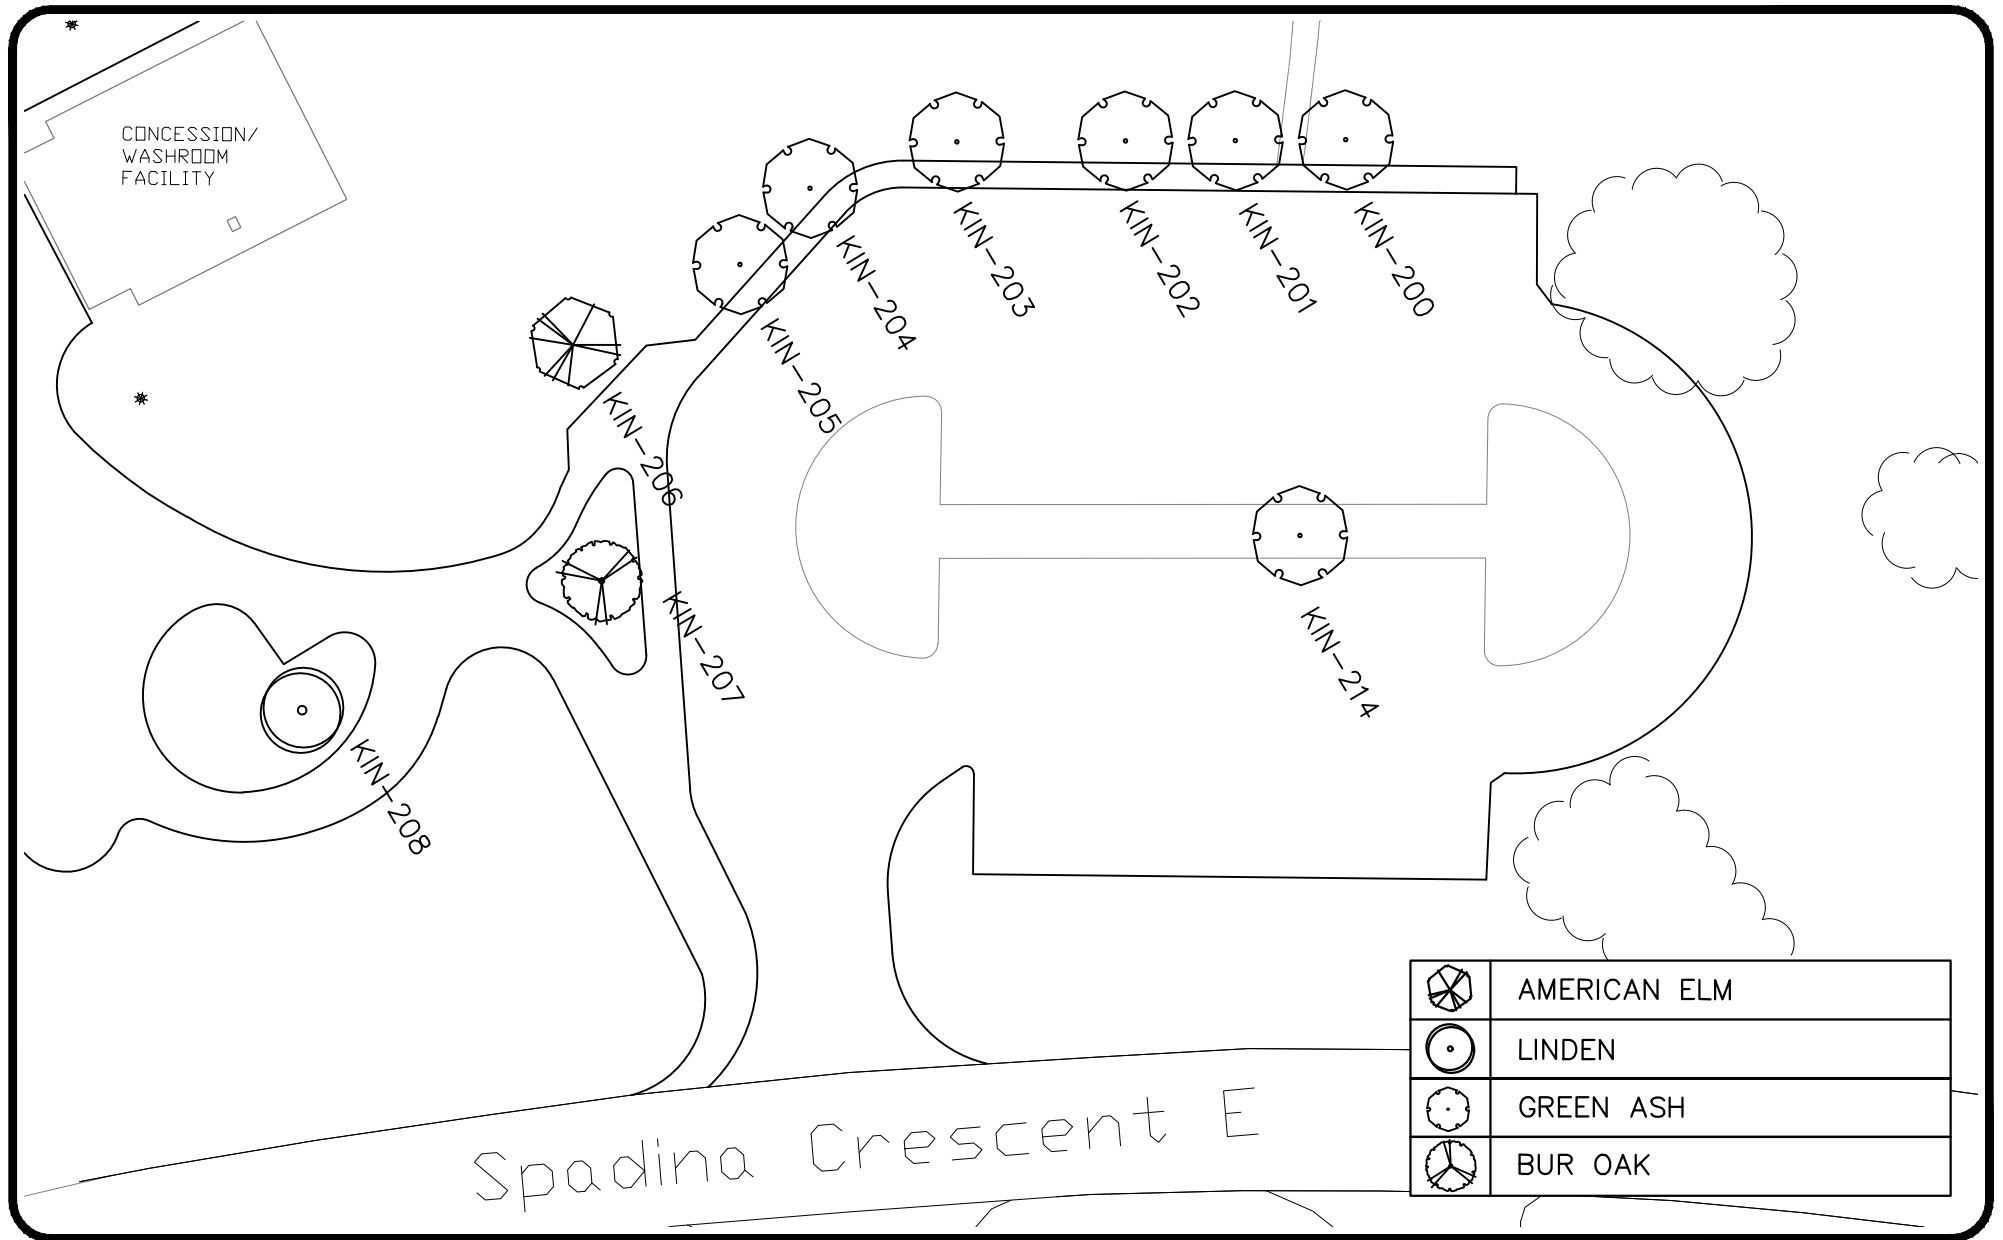 CONCESSION/
WASHROOM
FACILITY
KIN-203
KIN-202
KIN-201
KIN-200
KIN-204
KIN-205
KIN-206
KIN-207
KIN-214
KIN-208
AMERICAN ELM
LINDEN
GREEN ASH
BUR OAK
Spadina Crescent E